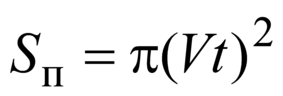 Sп = π(Vt)²